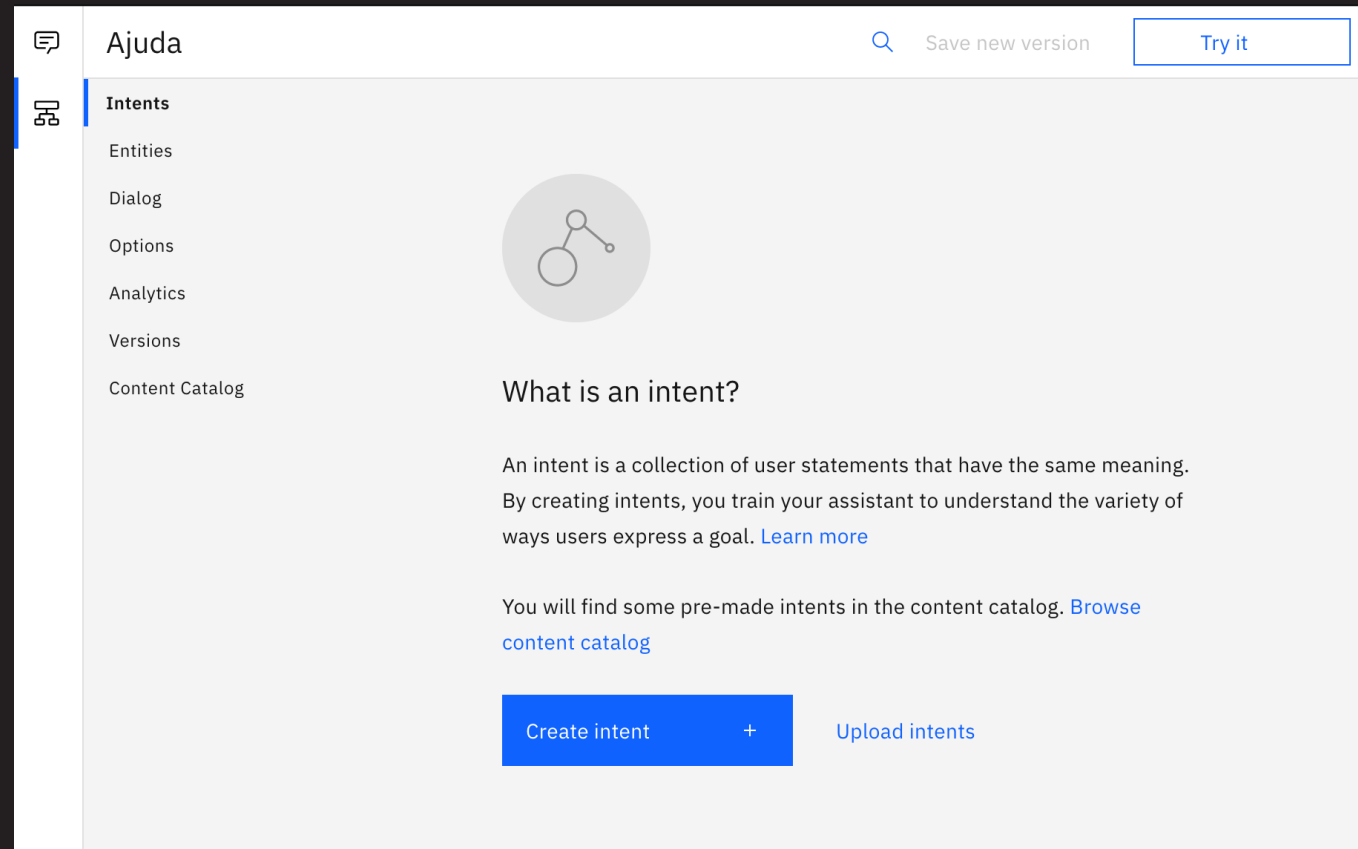 Ajuda
Save new version
Try it
Intents
Entities
Dialog
Options
Analytics
Versions
Content Catalog
What is an intent?
An intent is a collection of user statements that have the same meaning.
By creating intents, you train your assistant to understand the variety of
ways users express a goal. Learn more
You will find some pre-made intents in the content catalog. Browse
content catalog
Create intent +
Upload intents